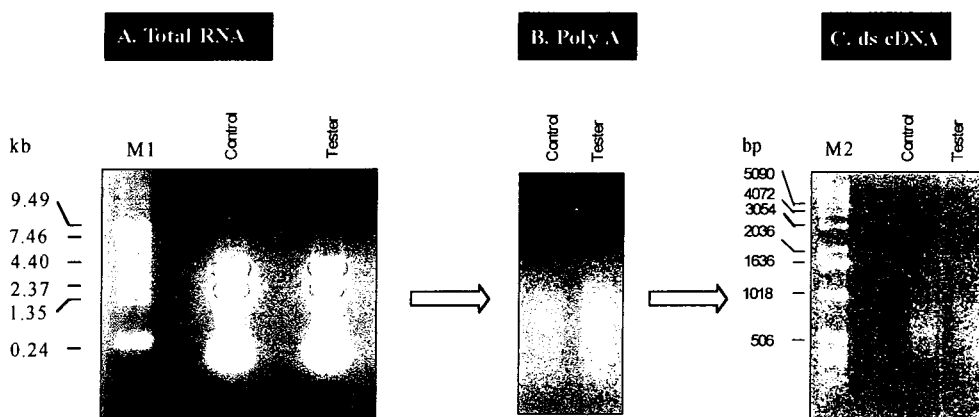 A. Total RNA
B. Poly A
C. ds cDNA
kb
M1
Control
Tester
9.49
7.46
4.40
2.37
1.35
0.24
Control
Tester
bp
M2
Control
Tester
5090
4072
3054
2036
1636
1018
506